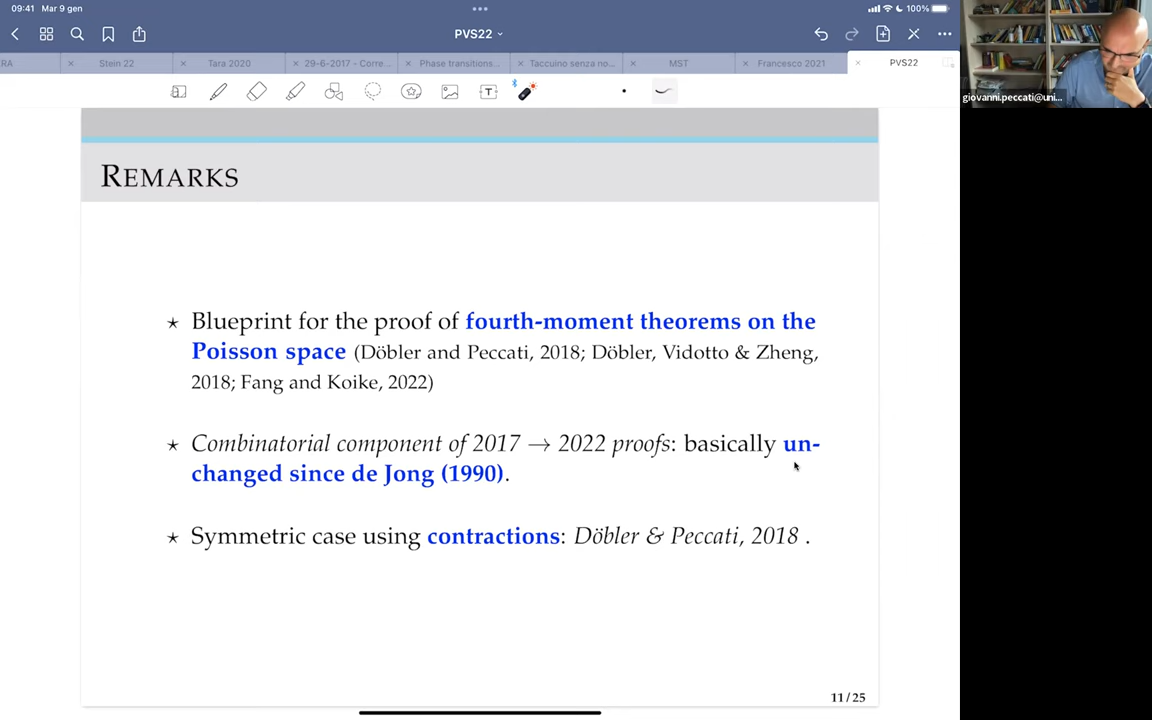 09:41 Mar 9 gen
100%
PVS22
RA
Stein 22
Tara 2020
29-6-2017 - Corre...
Phase transitions...
Taccuino senza no...
MST
Francesco 2021
PVS22
T
giovanni.peccati@uni...
REMARKS
⋆ Blueprint for the proof of fourth-moment theorems on the
Poisson space (Döbler and Peccati, 2018; Döbler, Vidotto & Zheng,
2018; Fang and Koike, 2022)
⋆ Combinatorial component of 2017 → 2022 proofs: basically un-
changed since de Jong (1990).
⋆ Symmetric case using contractions: Döbler & Peccati, 2018 .
11/25